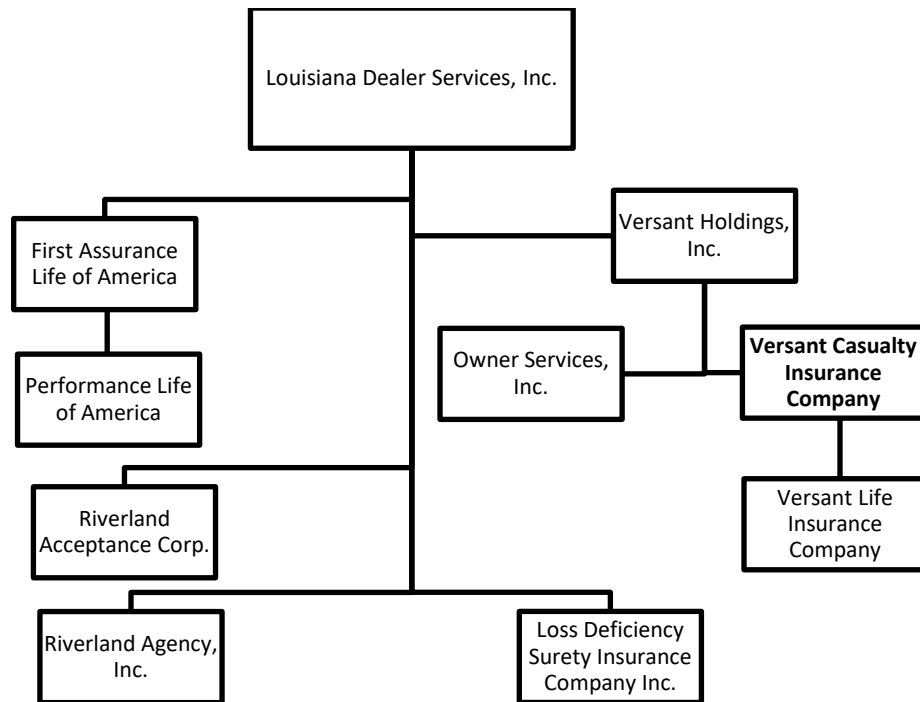 Louisiana Dealer Services, Inc.
First Assurance
Life of America
Versant Holdings,
Inc.
Performance Life
of America
Owner Services,
Inc.
Versant Casualty
Insurance
Company
Riverland
Acceptance Corp.
Versant Life
Insurance
Company
Riverland Agency,
Inc.
Loss Deficiency
Surety Insurance
Company Inc.